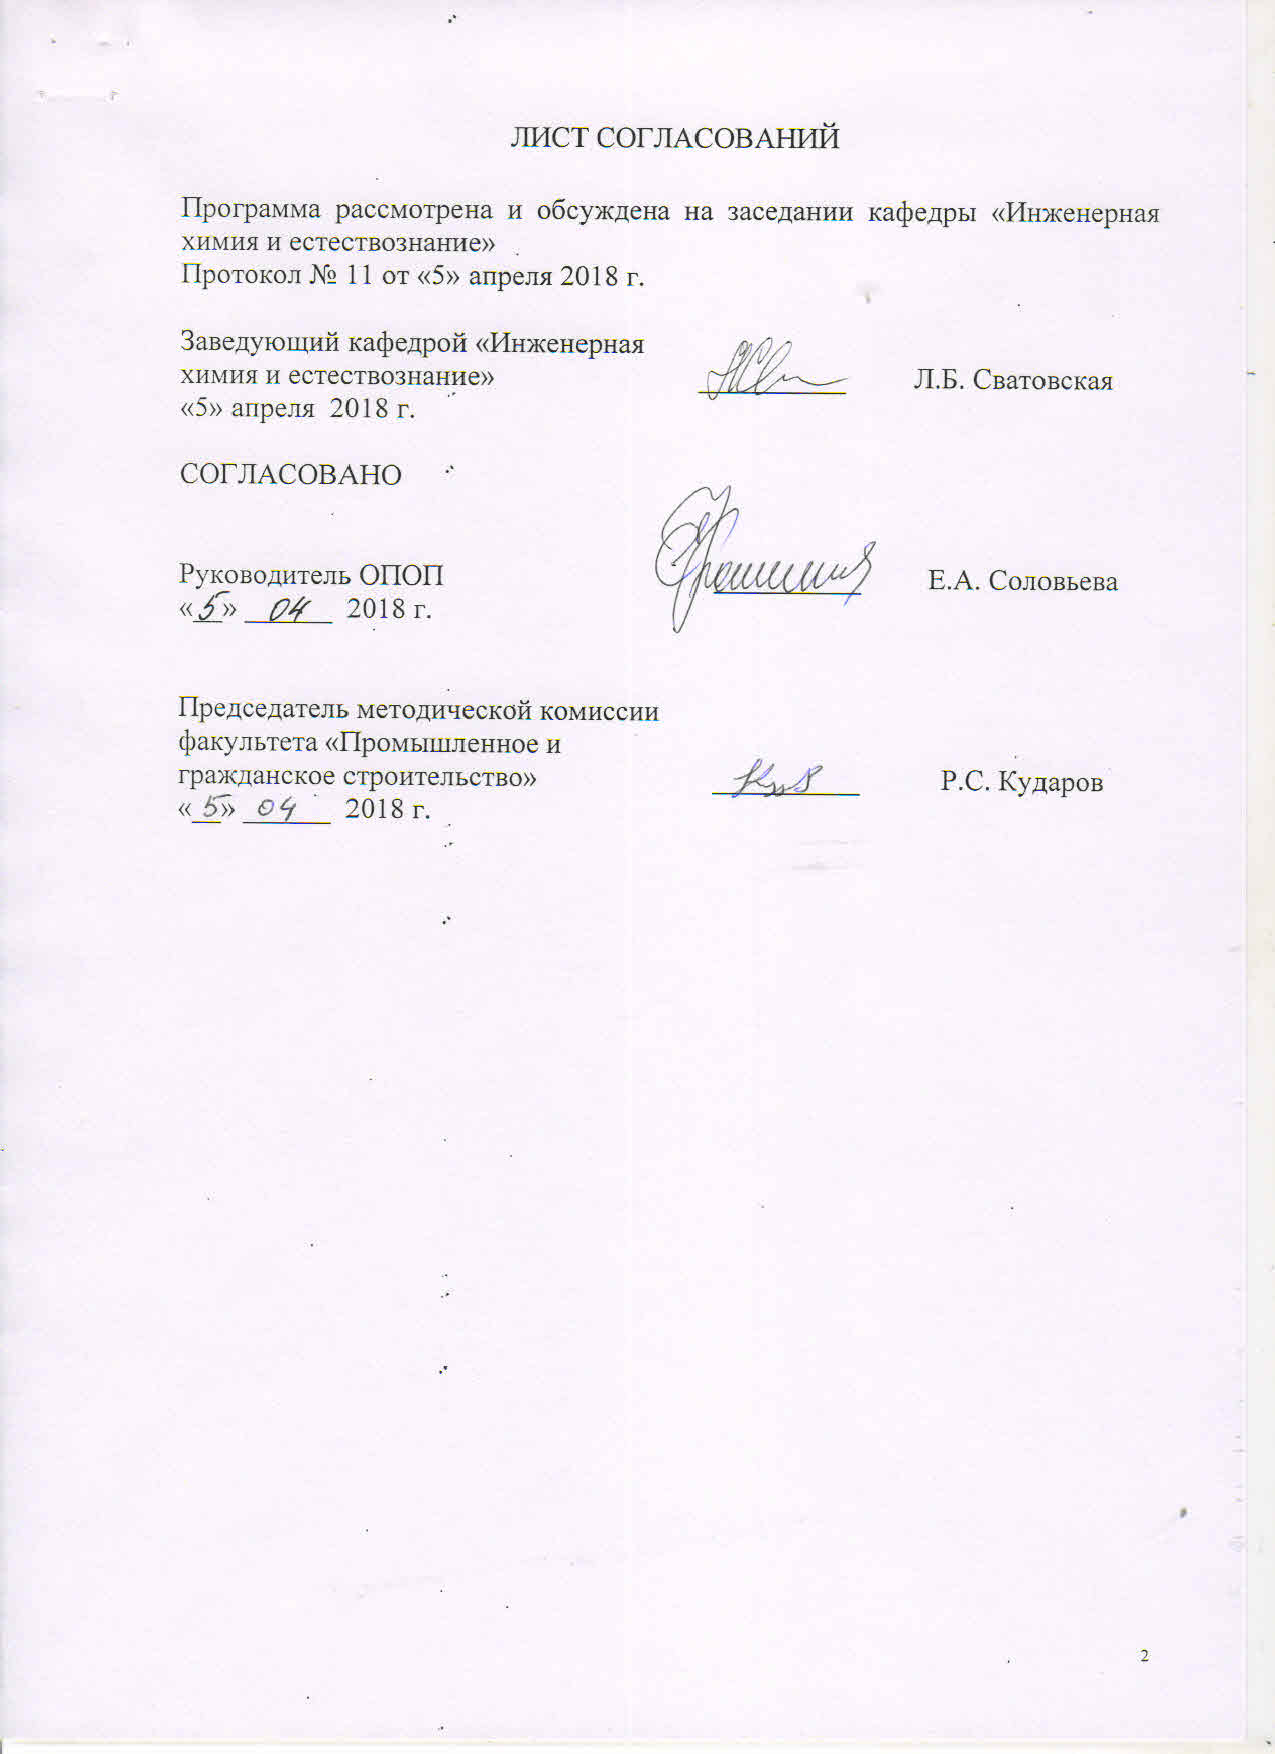 ЛИСТ СОГЛАСОВАНИЙ
Программа рассмотрена и обсуждена на заседании кафедры «Инженерная
химия и естествознание»
Протокол № 11 от «5» апреля 2018 г.
Заведующий кафедрой «Инженерная
химия и естествознание» Л.Б. Сватовская
«5» апреля 2018 г.
СОГЛАСОВАНО
Руководитель ОПОП Е.А. Соловьева
«5» 04 2018 г.
Председатель методической комиссии
факультета «Промышленное и
гражданское строительство» Р.С. Кударов
«5» 04 2018 г.
2